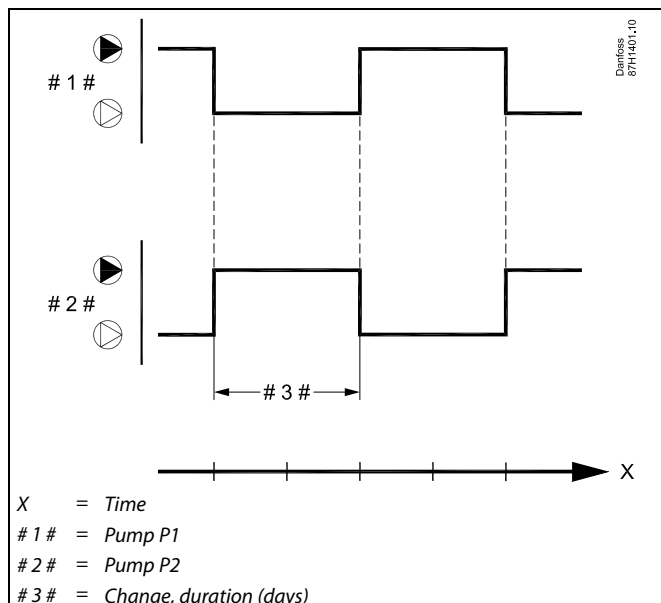 Danfoss
87H1401.10
# 1 #
# 2 #
# 3 #
X
X = Time
# 1 # = Pump P1
# 2 # = Pump P2
# 3 # = Change, duration (days)